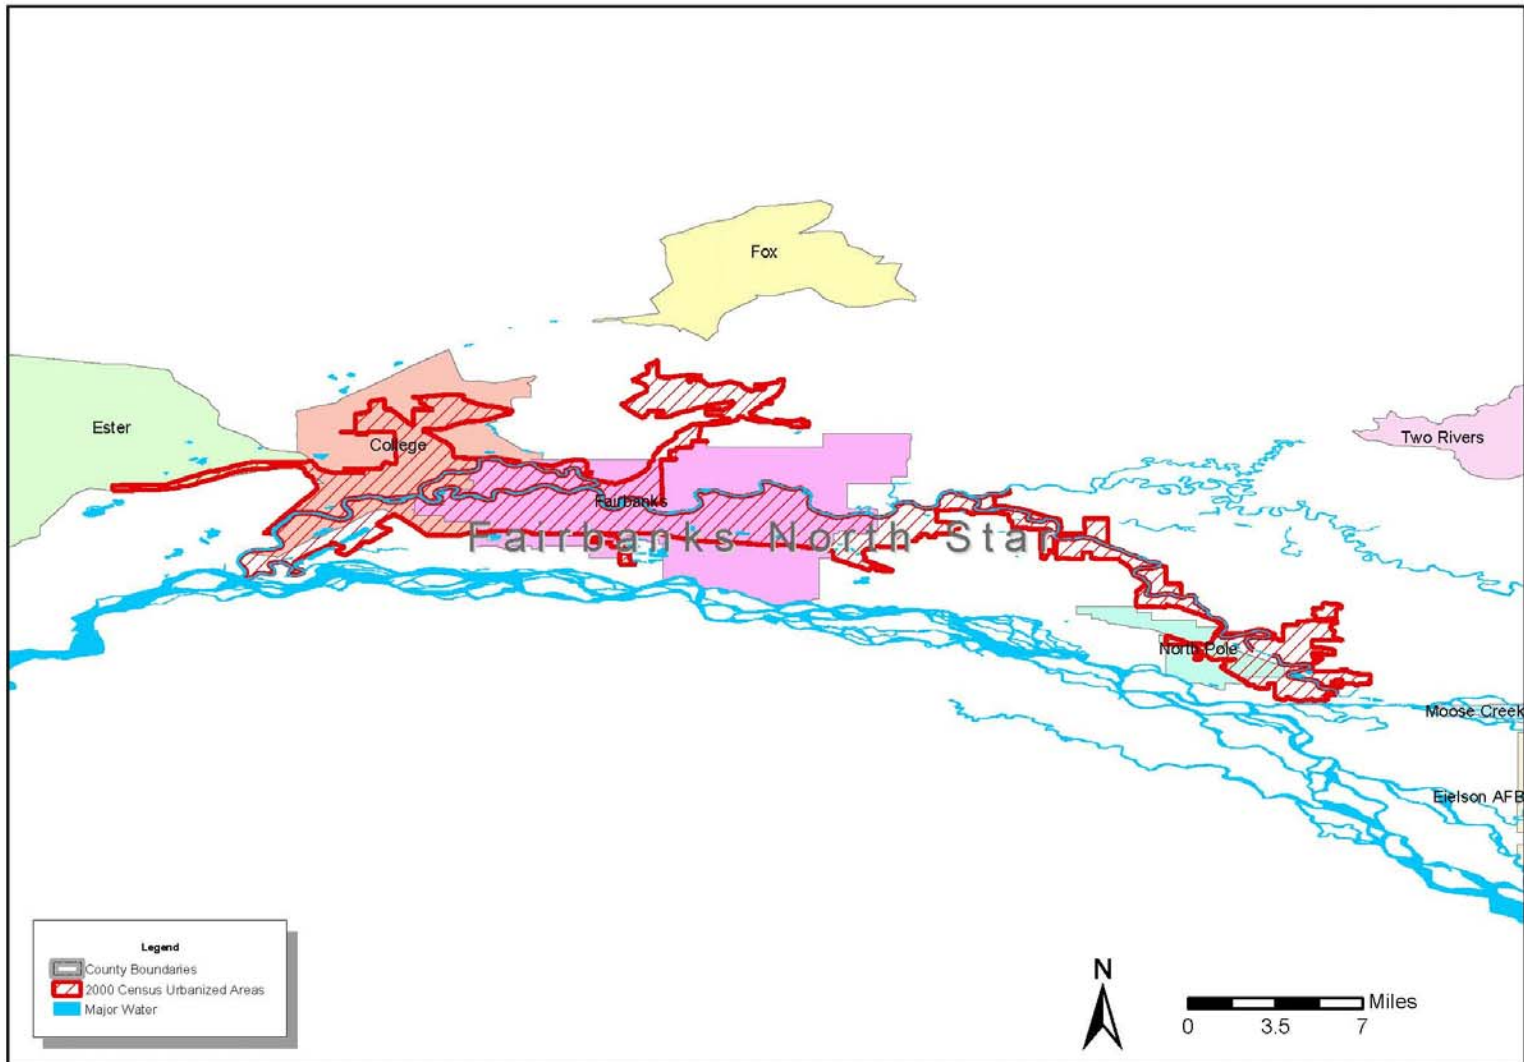 Fox
Ester
College
Two Rivers
Fairbanks
Fairbanks North Star
North Pole
Moose Creek
Eielson AFB
Legend
County Boundaries
2000 Census Urbanized Areas
Major Water
N
Miles
0 3.5 7